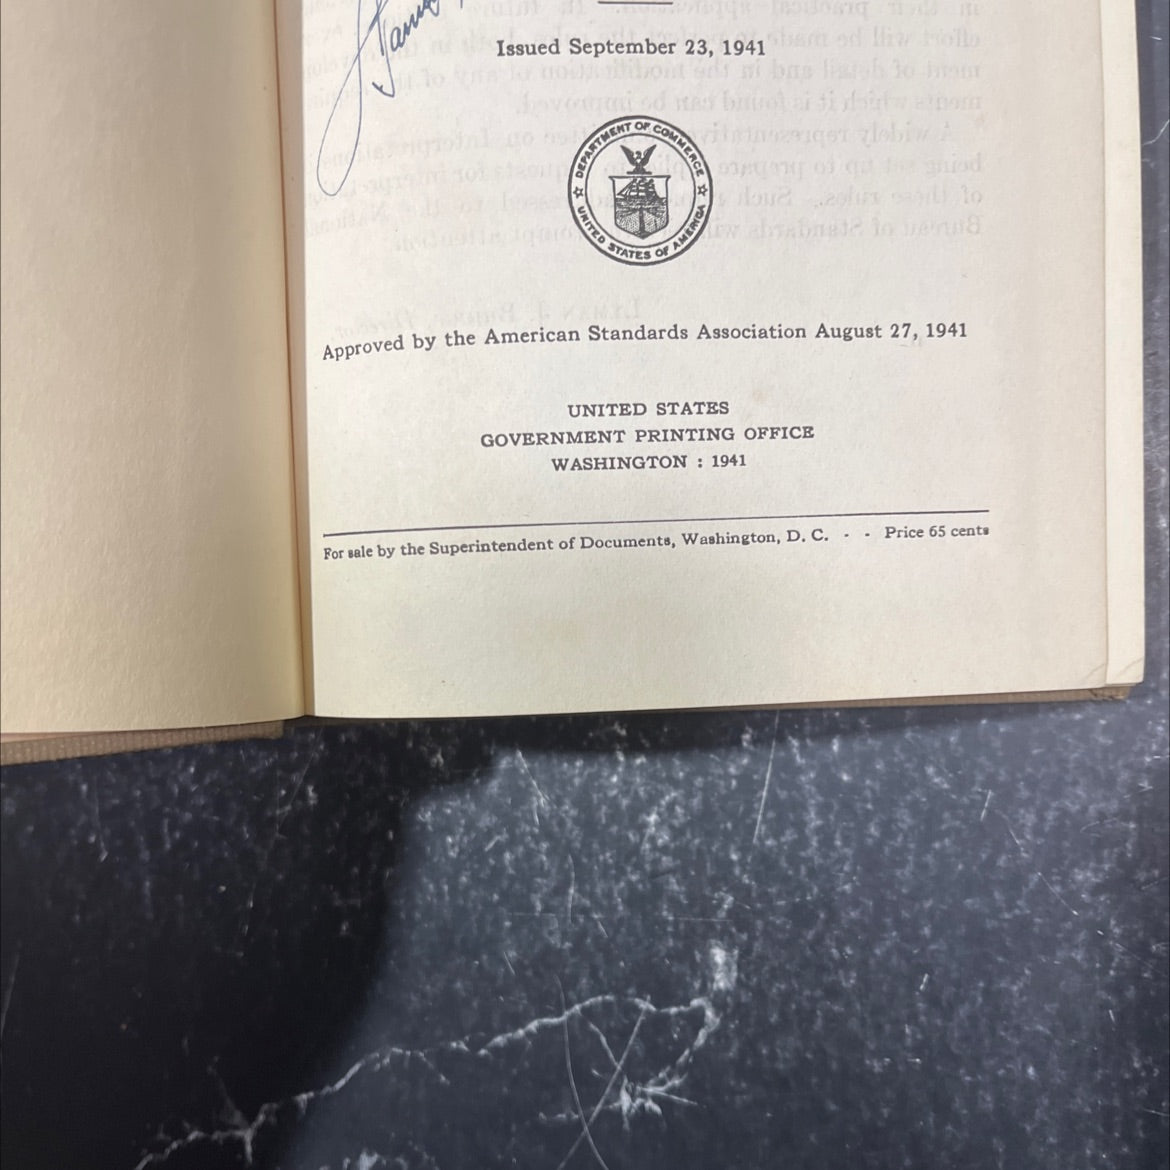 Issued September 23, 1941
DEPARTMENT OF COMMERCE
UNITED STATES OF AMERICA
Approved by the American Standards Association August 27, 1941
UNITED STATES
GOVERNMENT PRINTING OFFICE
WASHINGTON : 1941
For sale by the Superintendent of Documents, Washington, D. C. - - Price 65 cents